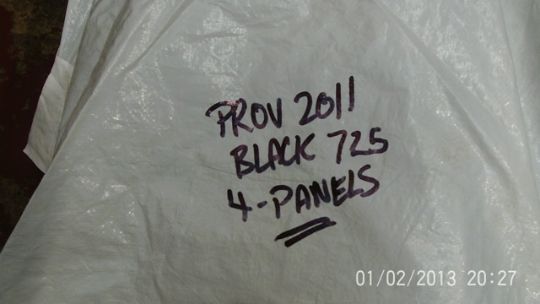 PROV 2011
BLACK 725
4-PANELS
01/02/2013 20:27